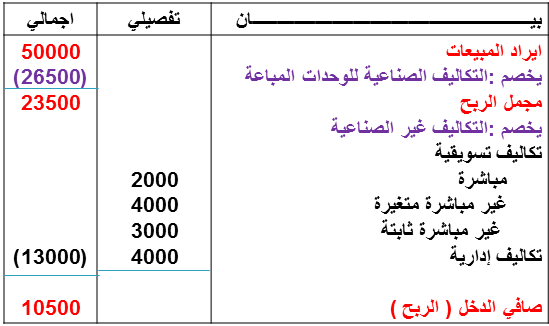 بيــــــــــــــــــــــــــــــــــــان تفصيلي اجمالي
ايراد المبيعات 50000
يخصم :التكاليف الصناعية للوحدات المباعة (26500)
مجمل الربح 23500
يخصم :التكاليف غير الصناعية
تكاليف تسويقية
مباشرة 2000
غير مباشرة متغيرة 4000
غير مباشرة ثابتة 3000
تكاليف إدارية 4000 (13000)
صافي الدخل ( الربح ) 10500